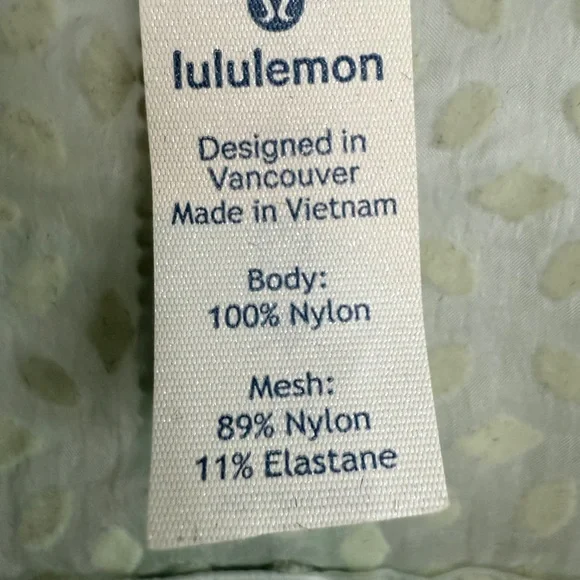 lululemon
Designed in
Vancouver
Made in Vietnam
Body:
100% Nylon
Mesh:
89% Nylon
11% Elastane